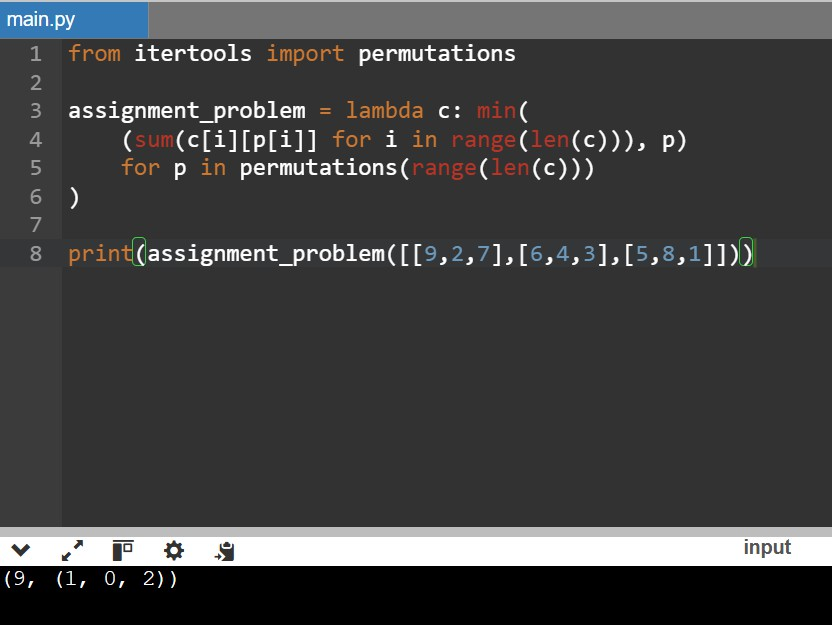 main.py
1 from itertools import permutations
2
3 assignment_problem = lambda c: min(
4     (sum(c[i][p[i]] for i in range(len(c))), p)
5     for p in permutations(range(len(c)))
6 )
7
8 print(assignment_problem([[9,2,7],[6,4,3],[5,8,1]]))
input
(9, (1, 0, 2))